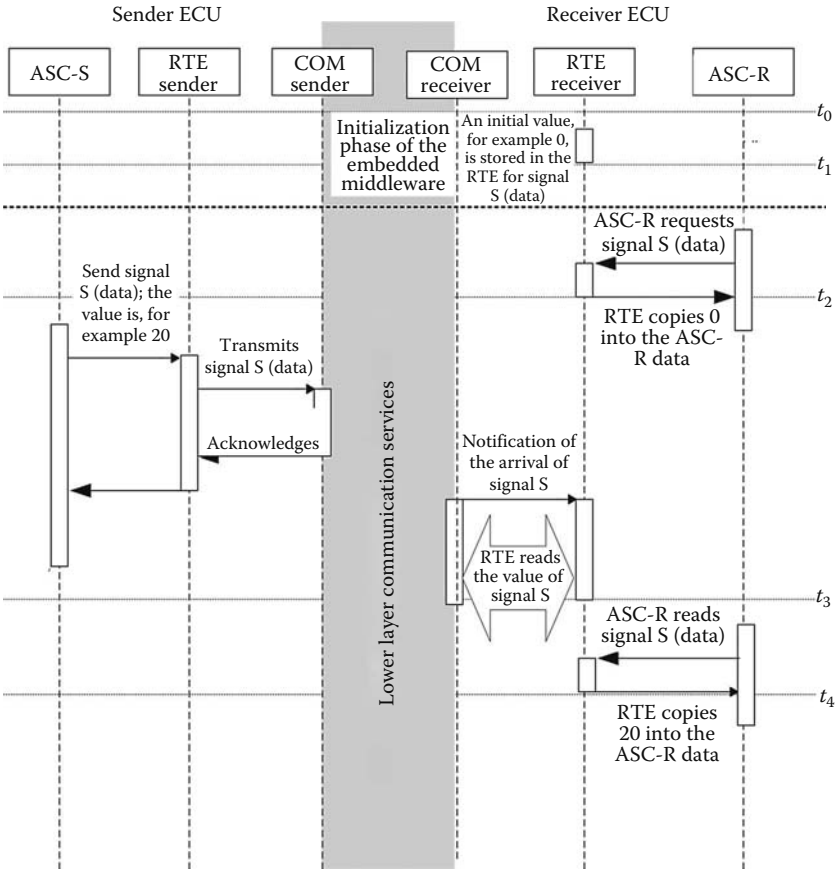 Sender ECU
Receiver ECU
ASC-S
RTE
sender
COM
sender
COM
receiver
RTE
receiver
ASC-R
t0
Initialization
phase of the
embedded
middleware
An initial value,
for example 0,
is stored in the
RTE for signal
S (data)
t1
ASC-R requests
signal S (data)
Send signal
S (data); the
value is, for
example 20
t2
RTE copies 0
into the ASC-
R data
Transmits
signal S (data)
Acknowledges
Lower layer communication services
Notification of
the arrival of
signal S
RTE reads
the value of
signal S
t3
ASC-R reads
signal S (data)
t4
RTE copies
20 into the
ASC-R data